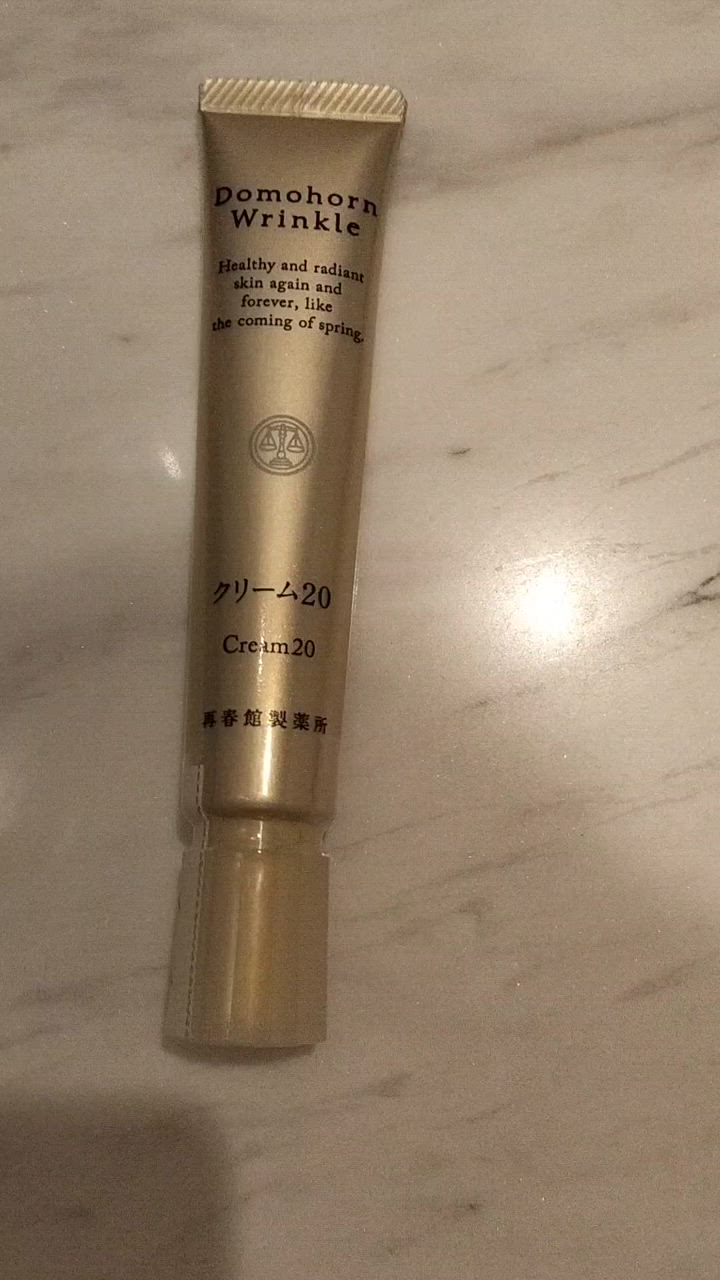 Domohorn
Wrinkle
Healthy and radiant
skin again and
forever, like
the coming of spring.
クリーム20
Cream20
再春館製薬所